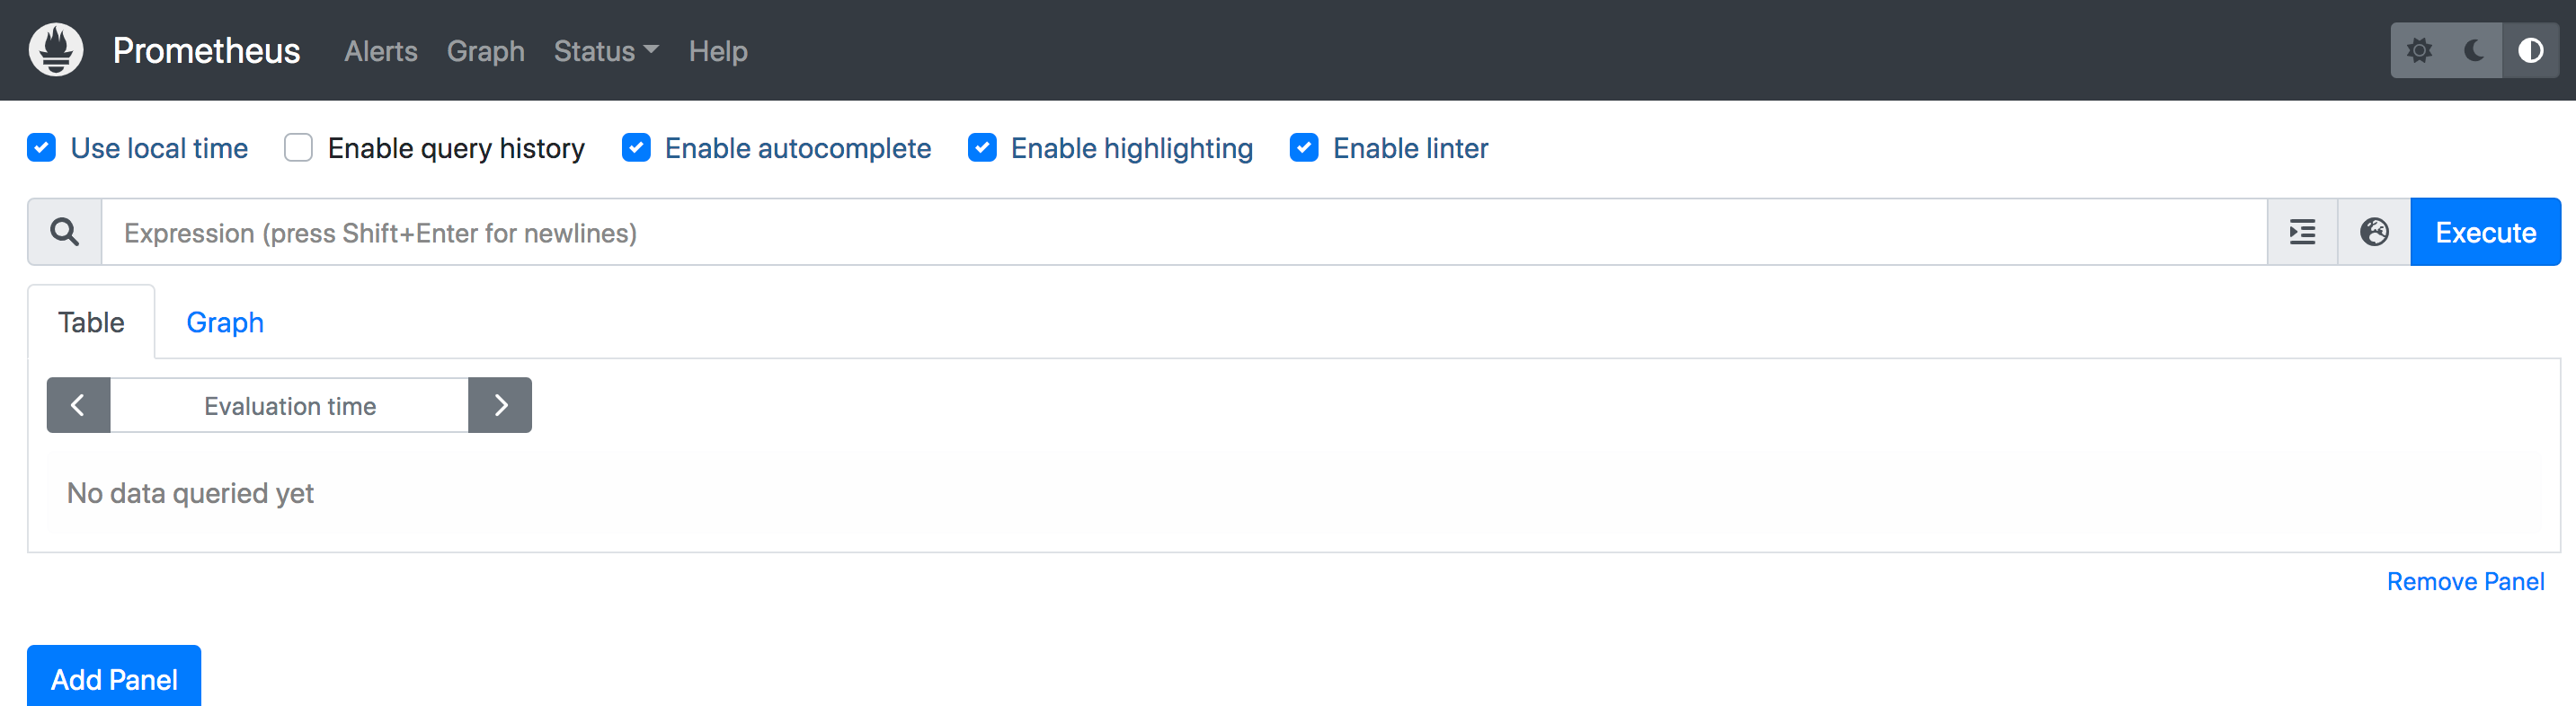 Prometheus Alerts Graph Status Help
Use local time Enable query history Enable autocomplete Enable highlighting Enable linter
Expression (press Shift+Enter for newlines) Execute
Table Graph
Evaluation time
No data queried yet
Remove Panel
Add Panel